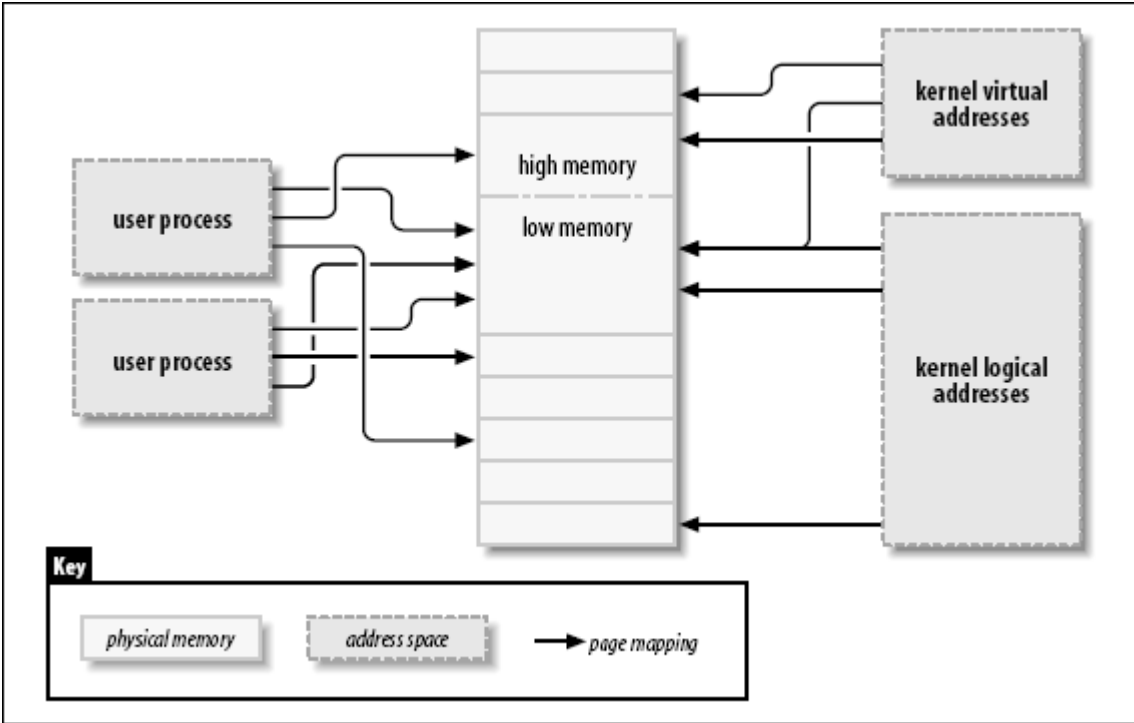 kernel virtual
addresses
high memory
user process
low memory
user process
kernel logical
addresses
Key
physical memory
address space
page mapping